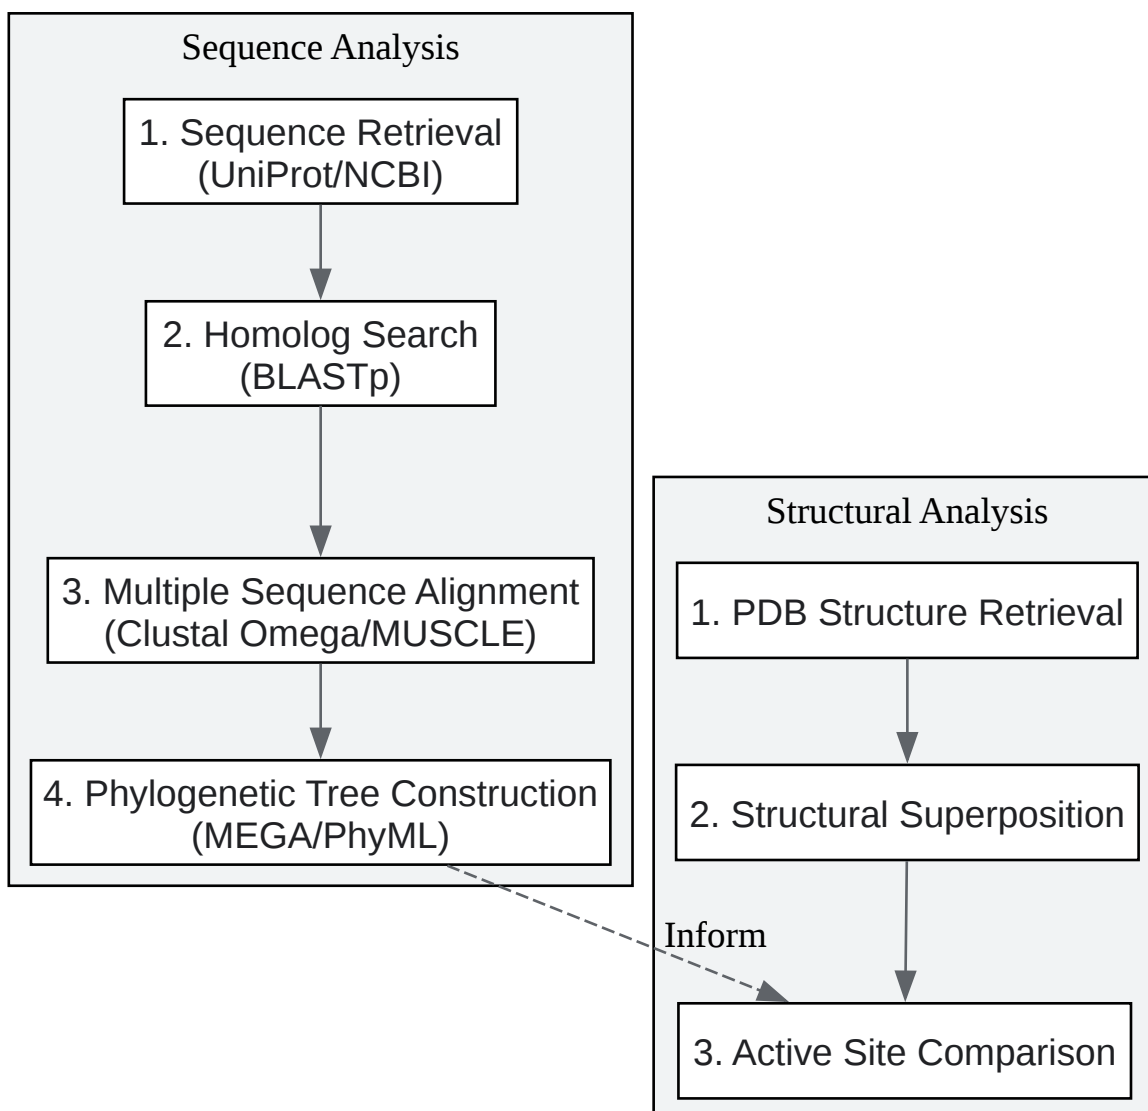 Sequence Analysis
1. Sequence Retrieval
(UniProt/NCBI)
2. Homolog Search
(BLASTp)
3. Multiple Sequence Alignment
(Clustal Omega/MUSCLE)
4. Phylogenetic Tree Construction
(MEGA/PhyML)
Inform
Structural Analysis
1. PDB Structure Retrieval
2. Structural Superposition
3. Active Site Comparison